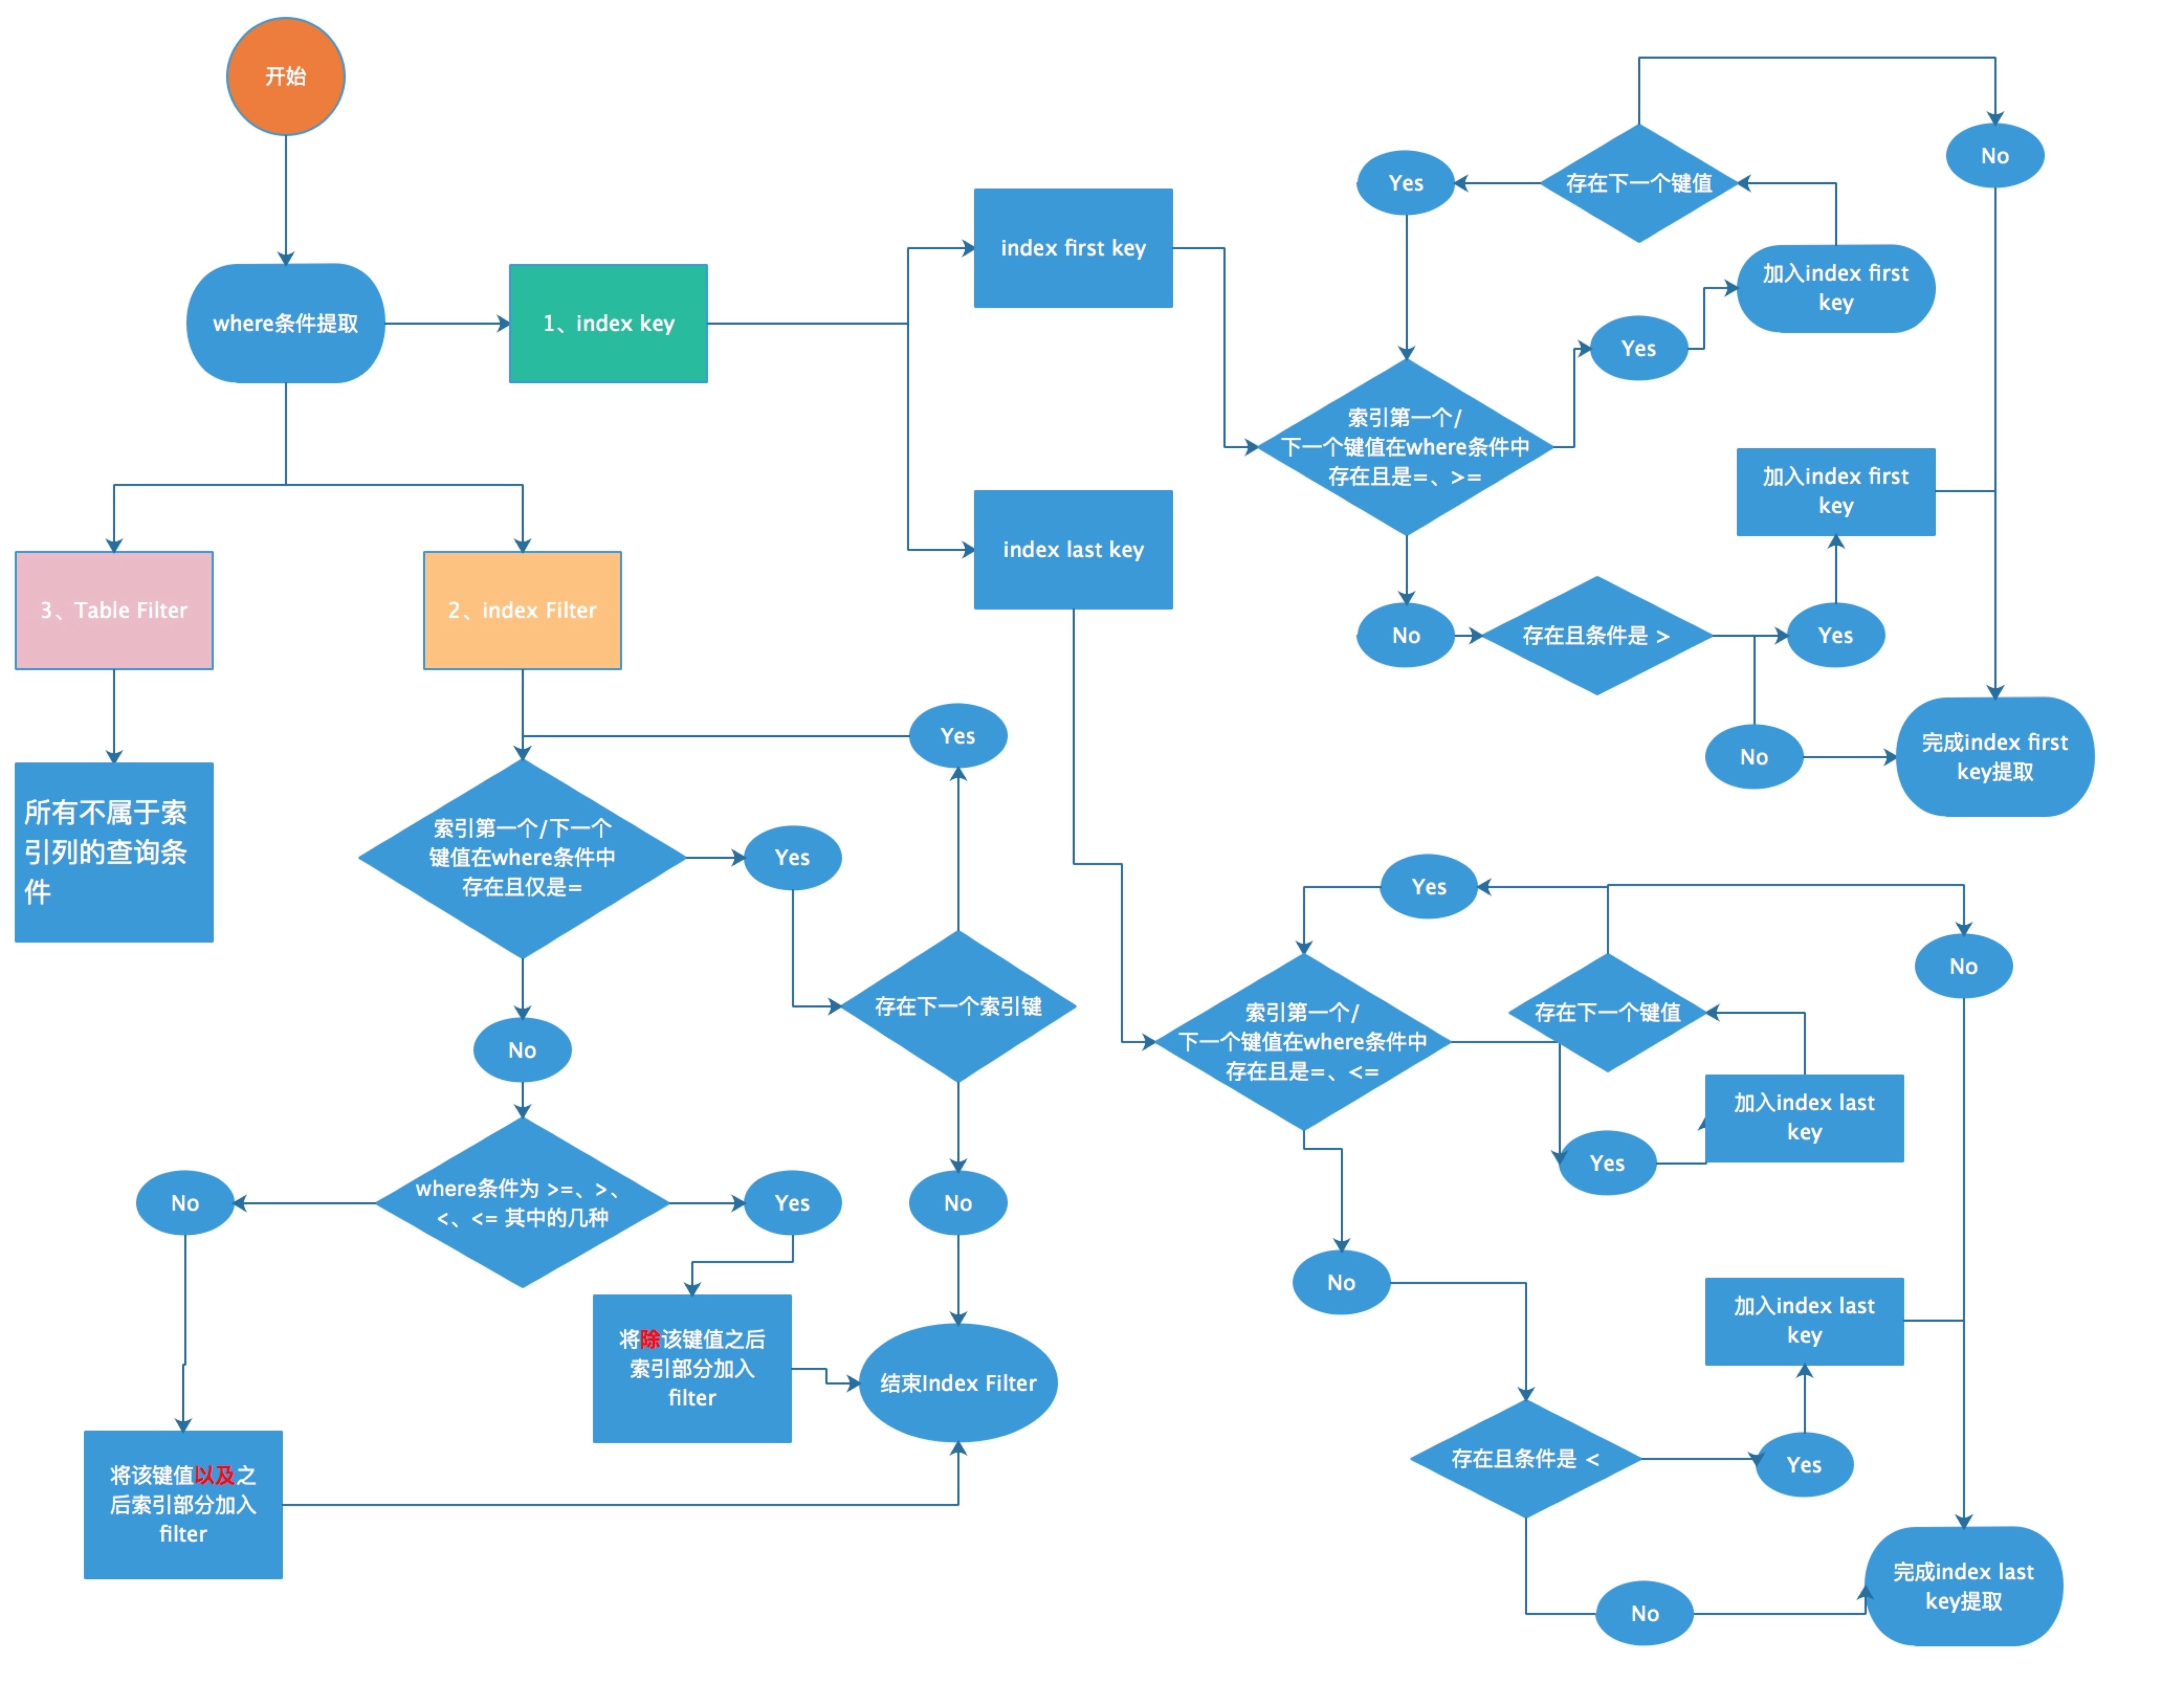 开始
where条件提取
1、index key
index first key
index last key
3、Table Filter
2、index Filter
所有不属于索
引列的查询条
件
索引第一个/下一个
键值在where条件中
存在且仅是=
Yes
Yes
存在下一个索引键
No
No
where条件为 >=、>、
<、<= 其中的几种
No
Yes
将除该键值之后
索引部分加入
filter
结束Index Filter
将该键值以及之
后索引部分加入
filter
存在下一个键值
Yes
No
加入index first
key
Yes
索引第一个/
下一个键值在where条件中
存在且是=、>=
加入index first
key
No
存在且条件是 >
Yes
No
完成index first
key提取
Yes
No
存在下一个键值
索引第一个/
下一个键值在where条件中
存在且是=、<=
加入index last
key
Yes
No
加入index last
key
存在且条件是 <
Yes
No
完成index last
key提取